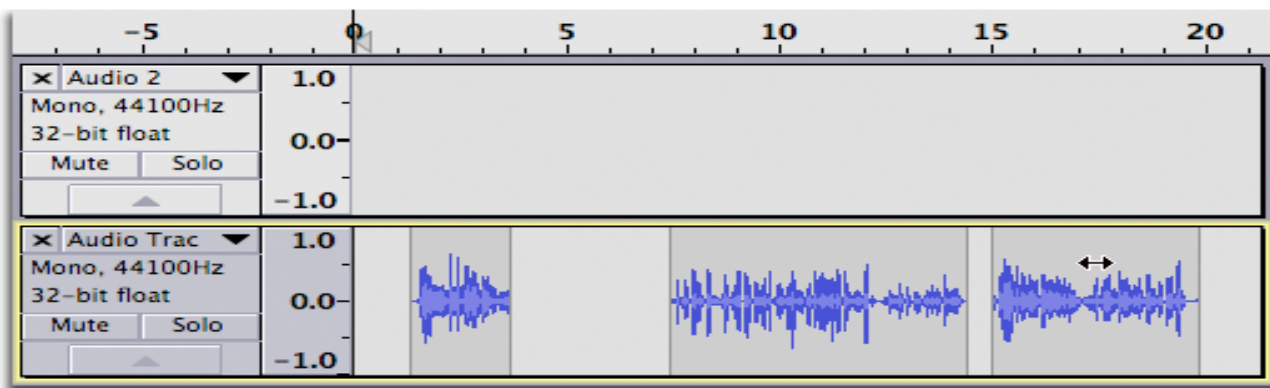 -5 0 5 10 15 20
× Audio 2 ▼
Mono, 44100Hz
32-bit float
Mute Solo
1.0
0.0-
-1.0
× Audio Trac ▼
Mono, 44100Hz
32-bit float
Mute Solo
1.0
0.0-
-1.0